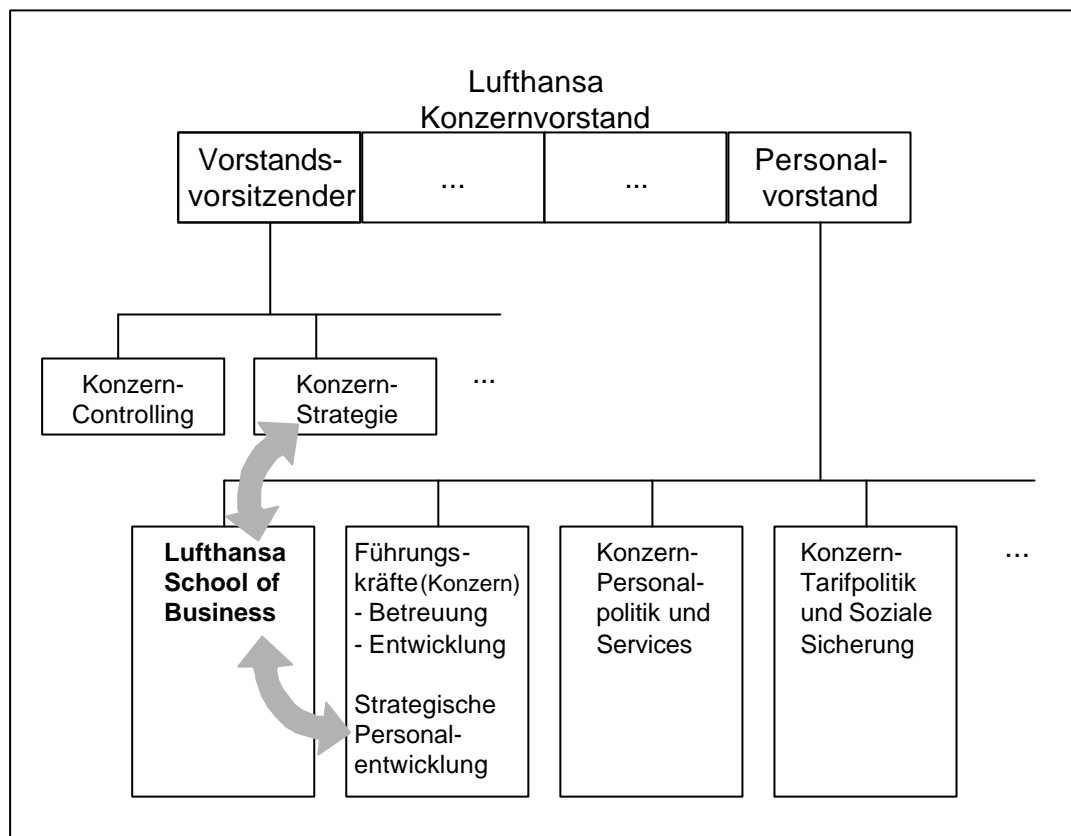 Lufthansa
Konzernvorstand
Vorstands-
vorsitzender
...
...
Personal-
vorstand
Konzern-
Controlling
Konzern-
Strategie
...
Lufthansa
School of
Business
Führungs-
kräfte (Konzern)
- Betreuung
- Entwicklung
Strategische
Personal-
entwicklung
Konzern-
Personal-
politik und
Services
Konzern-
Tarifpolitik
und Soziale
Sicherung
...